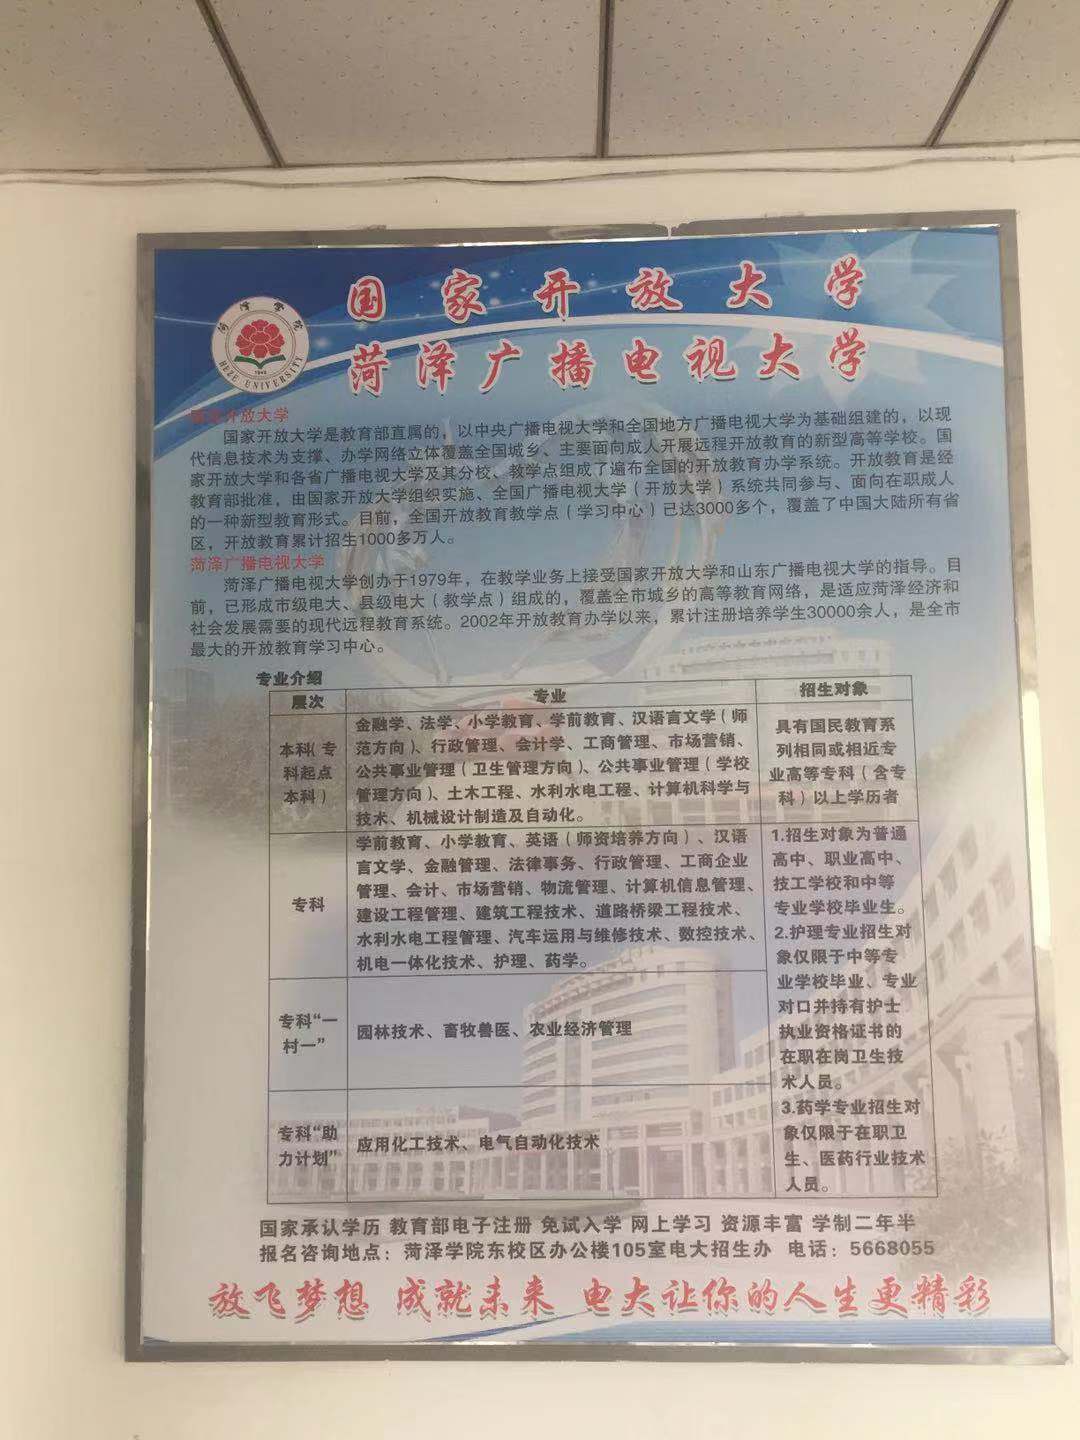 国家开放大学
菏泽广播电视大学
菏泽学院
HEZE UNIVERSITY
1949
国家开放大学
国家开放大学是教育部直属的，以中央广播电视大学和全国地方广播电视大学为基础组建的，以现
代信息技术为支撑、办学网络立体覆盖全国城乡、主要面向成人开展远程开放教育的新型高等学校。国
家开放大学和各省广播电视大学及其分校、教学点组成了遍布全国的开放教育办学系统。开放教育是经
教育部批准，由国家开放大学组织实施、全国广播电视大学（开放大学）系统共同参与、面向在职成人
的一种新型教育形式。目前，全国开放教育教学点（学习中心）已达3000多个，覆盖了中国大陆所有省
区，开放教育累计招生1000多万人。
菏泽广播电视大学
菏泽广播电视大学创办于1979年，在教学业务上接受国家开放大学和山东广播电视大学的指导。目
前，已形成市级电大、县级电大（教学点）组成的，覆盖全市城乡的高等教育网络，是适应菏泽经济和
社会发展需要的现代远程教育系统。2002年开放教育办学以来，累计注册培养学生30000余人，是全市
最大的开放教育学习中心。
专业介绍
层次 专业 招生对象
本科（专
科起点
本科）
金融学、法学、小学教育、学前教育、汉语言文学（师
范方向）、行政管理、会计学、工商管理、市场营销、
公共事业管理（卫生管理方向）、公共事业管理（学校
管理方向）、土木工程、水利水电工程、计算机科学与
技术、机械设计制造及自动化。
具有国民教育系
列相同或相近专
业高等专科（含专
科）以上学历者
专科
学前教育、小学教育、英语（师资培养方向）、汉语
言文学、金融管理、法律事务、行政管理、工商企业
管理、会计、市场营销、物流管理、计算机信息管理、
建设工程管理、建筑工程技术、道路桥梁工程技术、
水利水电工程管理、汽车运用与维修技术、数控技术、
机电一体化技术、护理、药学。
专科“一
村一”
园林技术、畜牧兽医、农业经济管理
专科“助
力计划”
应用化工技术、电气自动化技术
1.招生对象为普通
高中、职业高中、
技工学校和中等
专业学校毕业生。
2.护理专业招生对
象仅限于中等专
业学校毕业、专业
对口并持有护士
执业资格证书的
在职在岗卫生技
术人员。
3.药学专业招生对
象仅限于在职卫
生、医药行业技术
人员。
国家承认学历 教育部电子注册 免试入学 网上学习 资源丰富 学制二年半
报名咨询地点：菏泽学院东校区办公楼105室电大招生办 电话：5668055
放飞梦想 成就未来 电大让你的人生更精彩